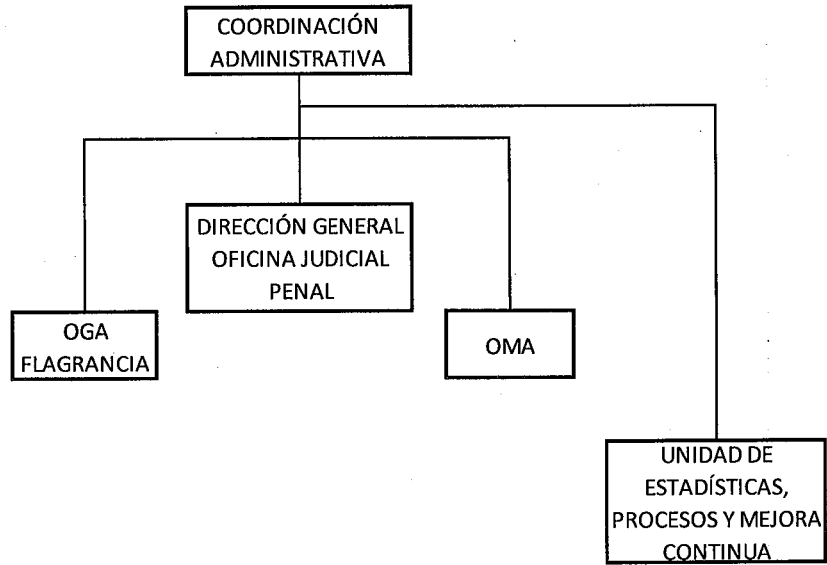 COORDINACIÓN
ADMINISTRATIVA
DIRECCIÓN GENERAL
OFICINA JUDICIAL
PENAL
OGA
FLAGRANCIA
OMA
UNIDAD DE
ESTADÍSTICAS,
PROCESOS Y MEJORA
CONTINUA